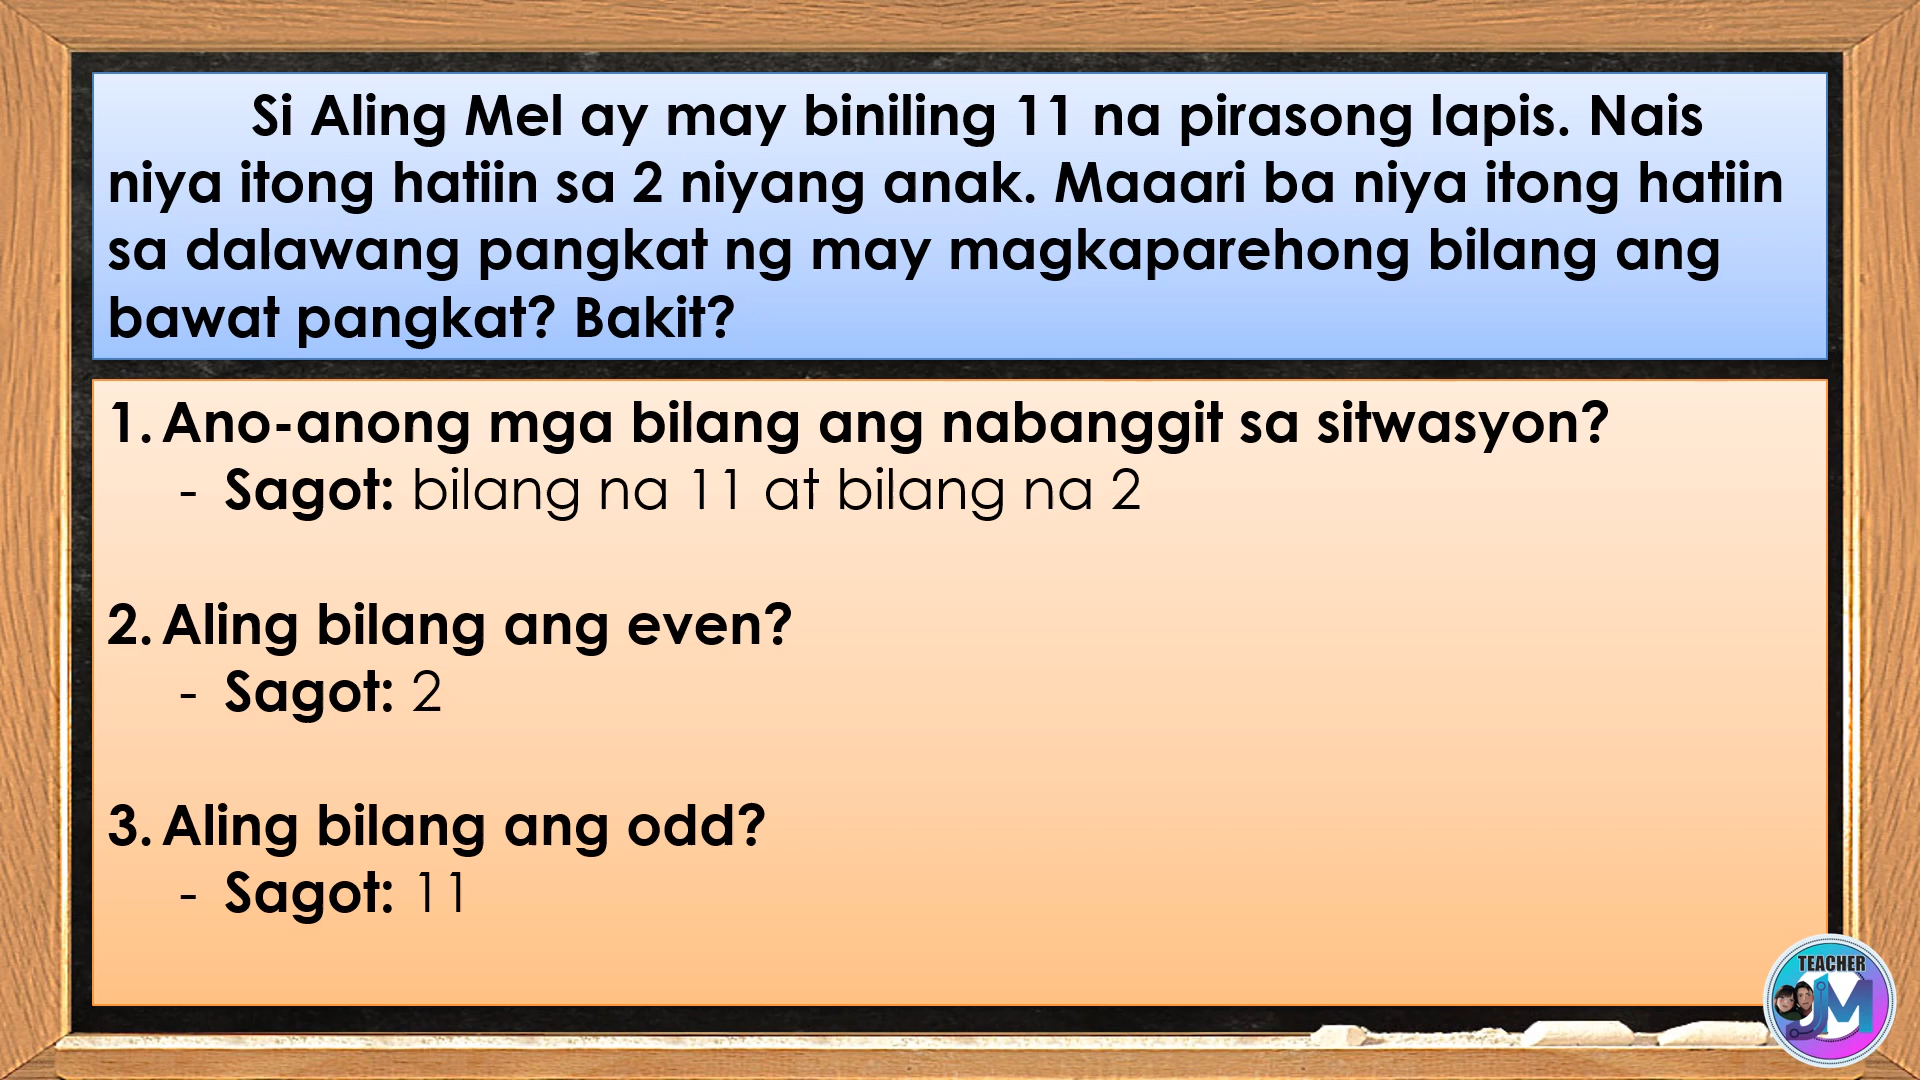 Si Aling Mel ay may biniling 11 na pirasong lapis. Nais
niya itong hatiin sa 2 niyang anak. Maaari ba niya itong hatiin
sa dalawang pangkat ng may magkaparehong bilang ang
bawat pangkat? Bakit?
1. Ano-anong mga bilang ang nabanggit sa sitwasyon?
- Sagot: bilang na 11 at bilang na 2
2. Aling bilang ang even?
- Sagot: 2
3. Aling bilang ang odd?
- Sagot: 11
TEACHER
JM